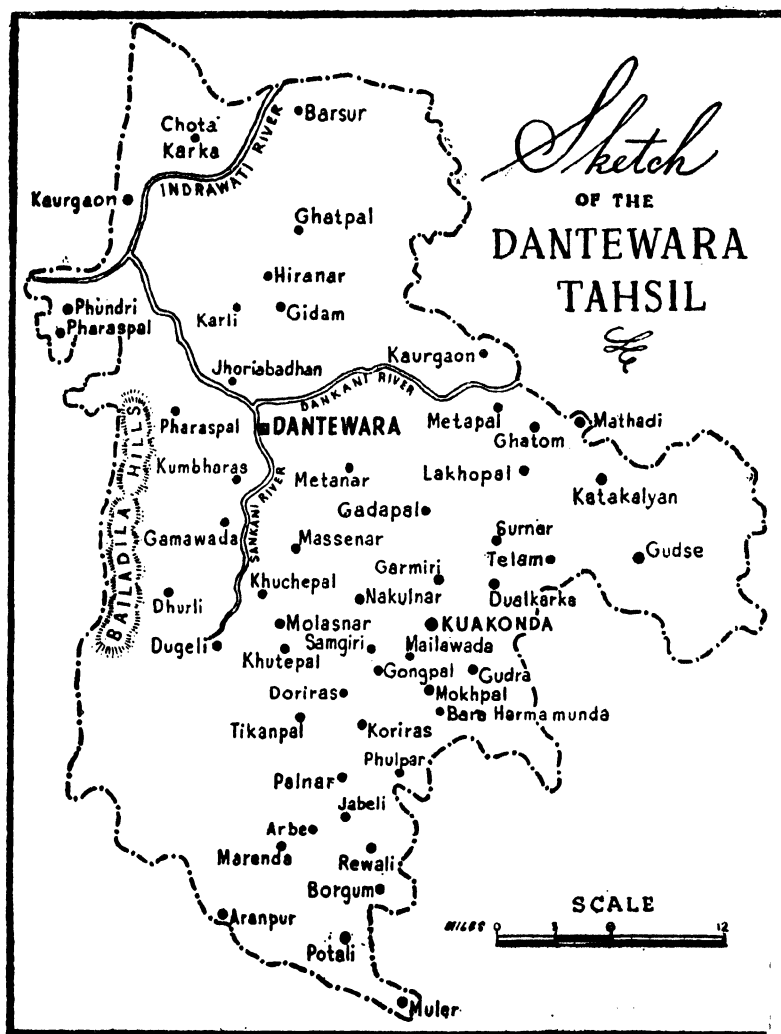 Sketch
OF THE
DANTEWARA
TAHSIL
Barsur
Chota
Karka
INDRAWATI RIVER
Kaurgaon
Ghatpal
Hiranar
Phundri
Karli
Gidam
Pharaspal
Kaurgaon
Jhoriabadhan
DANKANI RIVER
Pharaspal
DANTEWARA
Metapal
Mathadi
Ghatom
BAILADILA HILLS
Kumbharas
Metanar
Lakhopal
Katakalyan
SANKANI RIVER
Gadapal
Gamawada
Massenar
Surnar
Telam
Gudse
Garmiri
Dhurli
Khuchepal
Nakulnar
Dualkarka
Molasnar
KUAKONDA
Dugeli
Khutepal
Samgiri
Mailawada
Gongpal
Gudra
Doriras
Mokhpal
Bara Harmamunda
Tikanpal
Koriras
Phulpar
Palnar
Jabeli
Arbe
Marenda
Rewali
Borgum
Aranpur
Potali
Muler
SCALE
MILES 0 12